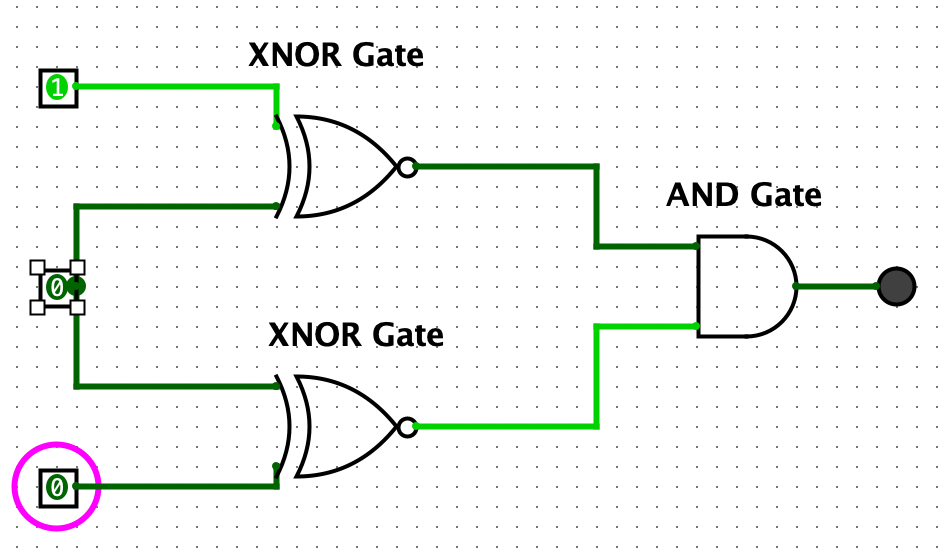 XNOR Gate
1
AND Gate
0
XNOR Gate
0